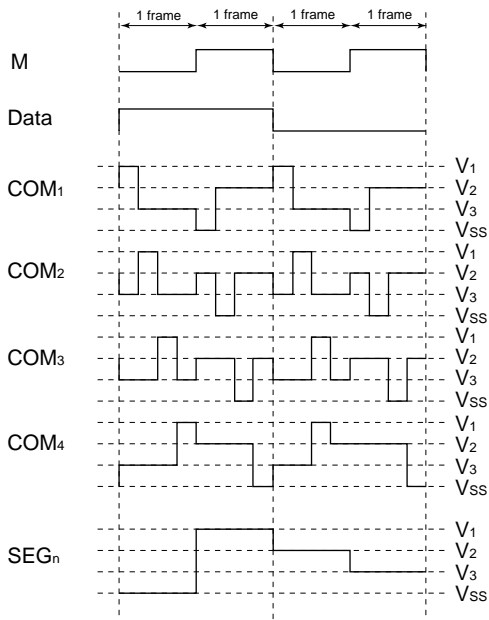 1 frame 1 frame 1 frame 1 frame
M
Data
COM1
V1
V2
V3
VSS
COM2
V1
V2
V3
VSS
COM3
V1
V2
V3
VSS
COM4
V1
V2
V3
VSS
SEGn
V1
V2
V3
VSS